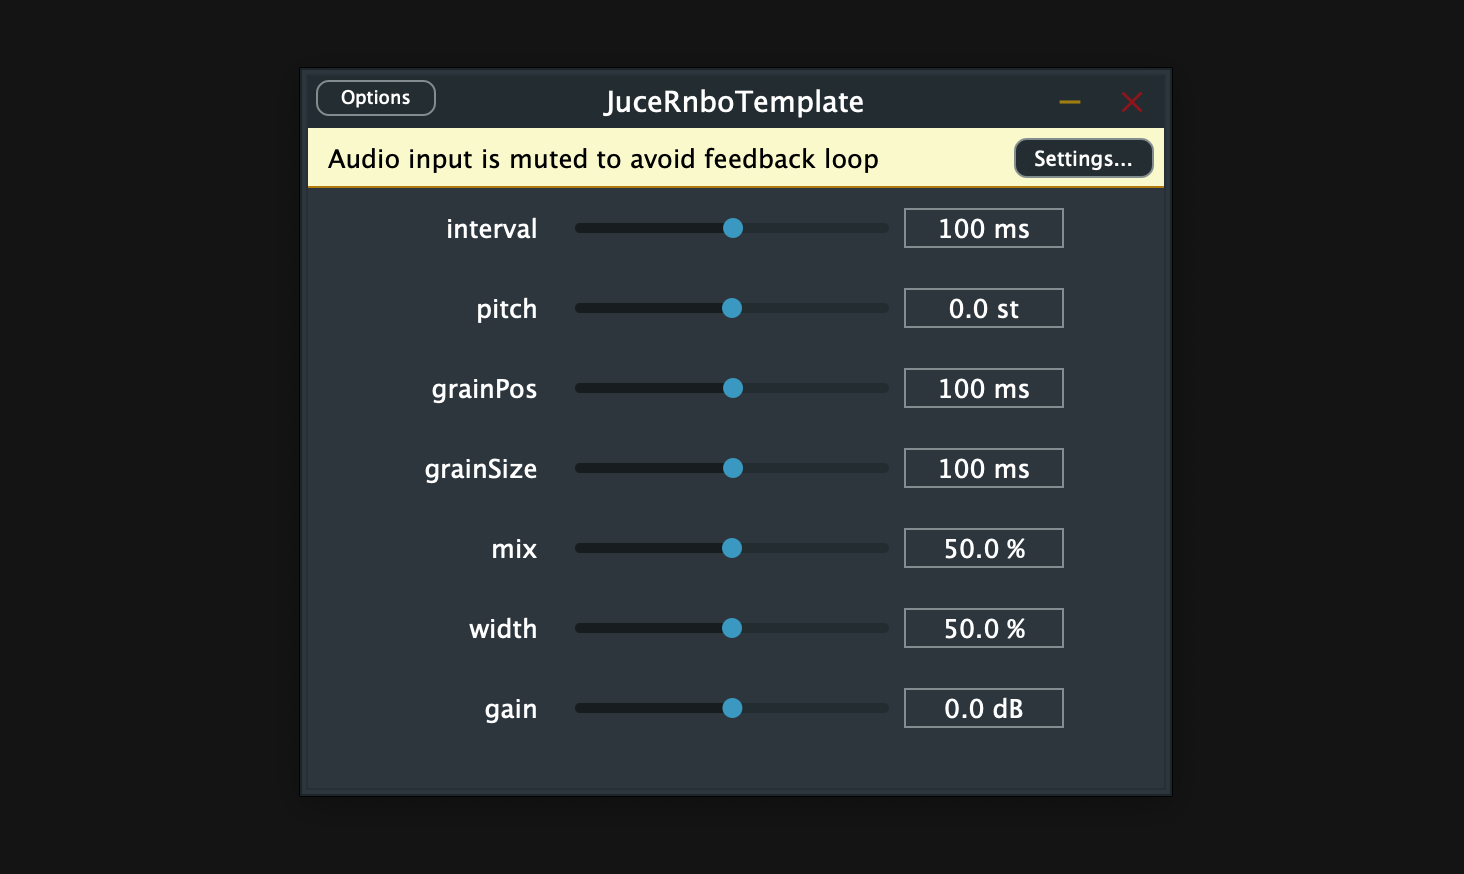 Options
JuceRnboTemplate
Audio input is muted to avoid feedback loop
Settings...
interval 100 ms
pitch 0.0 st
grainPos 100 ms
grainSize 100 ms
mix 50.0 %
width 50.0 %
gain 0.0 dB